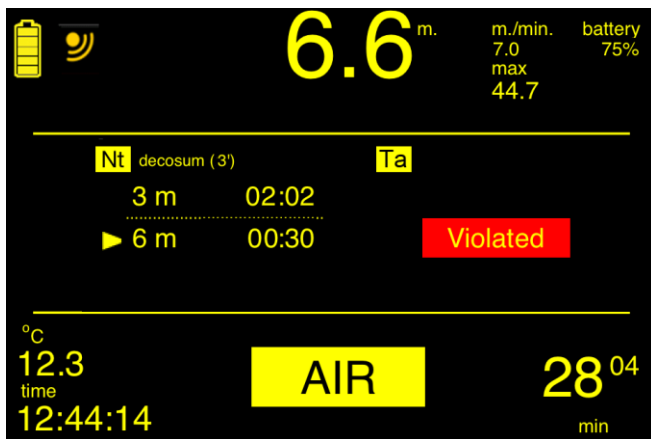 6.6 m.
m./min. battery
7.0 75%
max
44.7
Nt decosum (3') Ta
3 m 02:02
6 m 00:30 Violated
°C
12.3
time
12:44:14
AIR
28 04
min